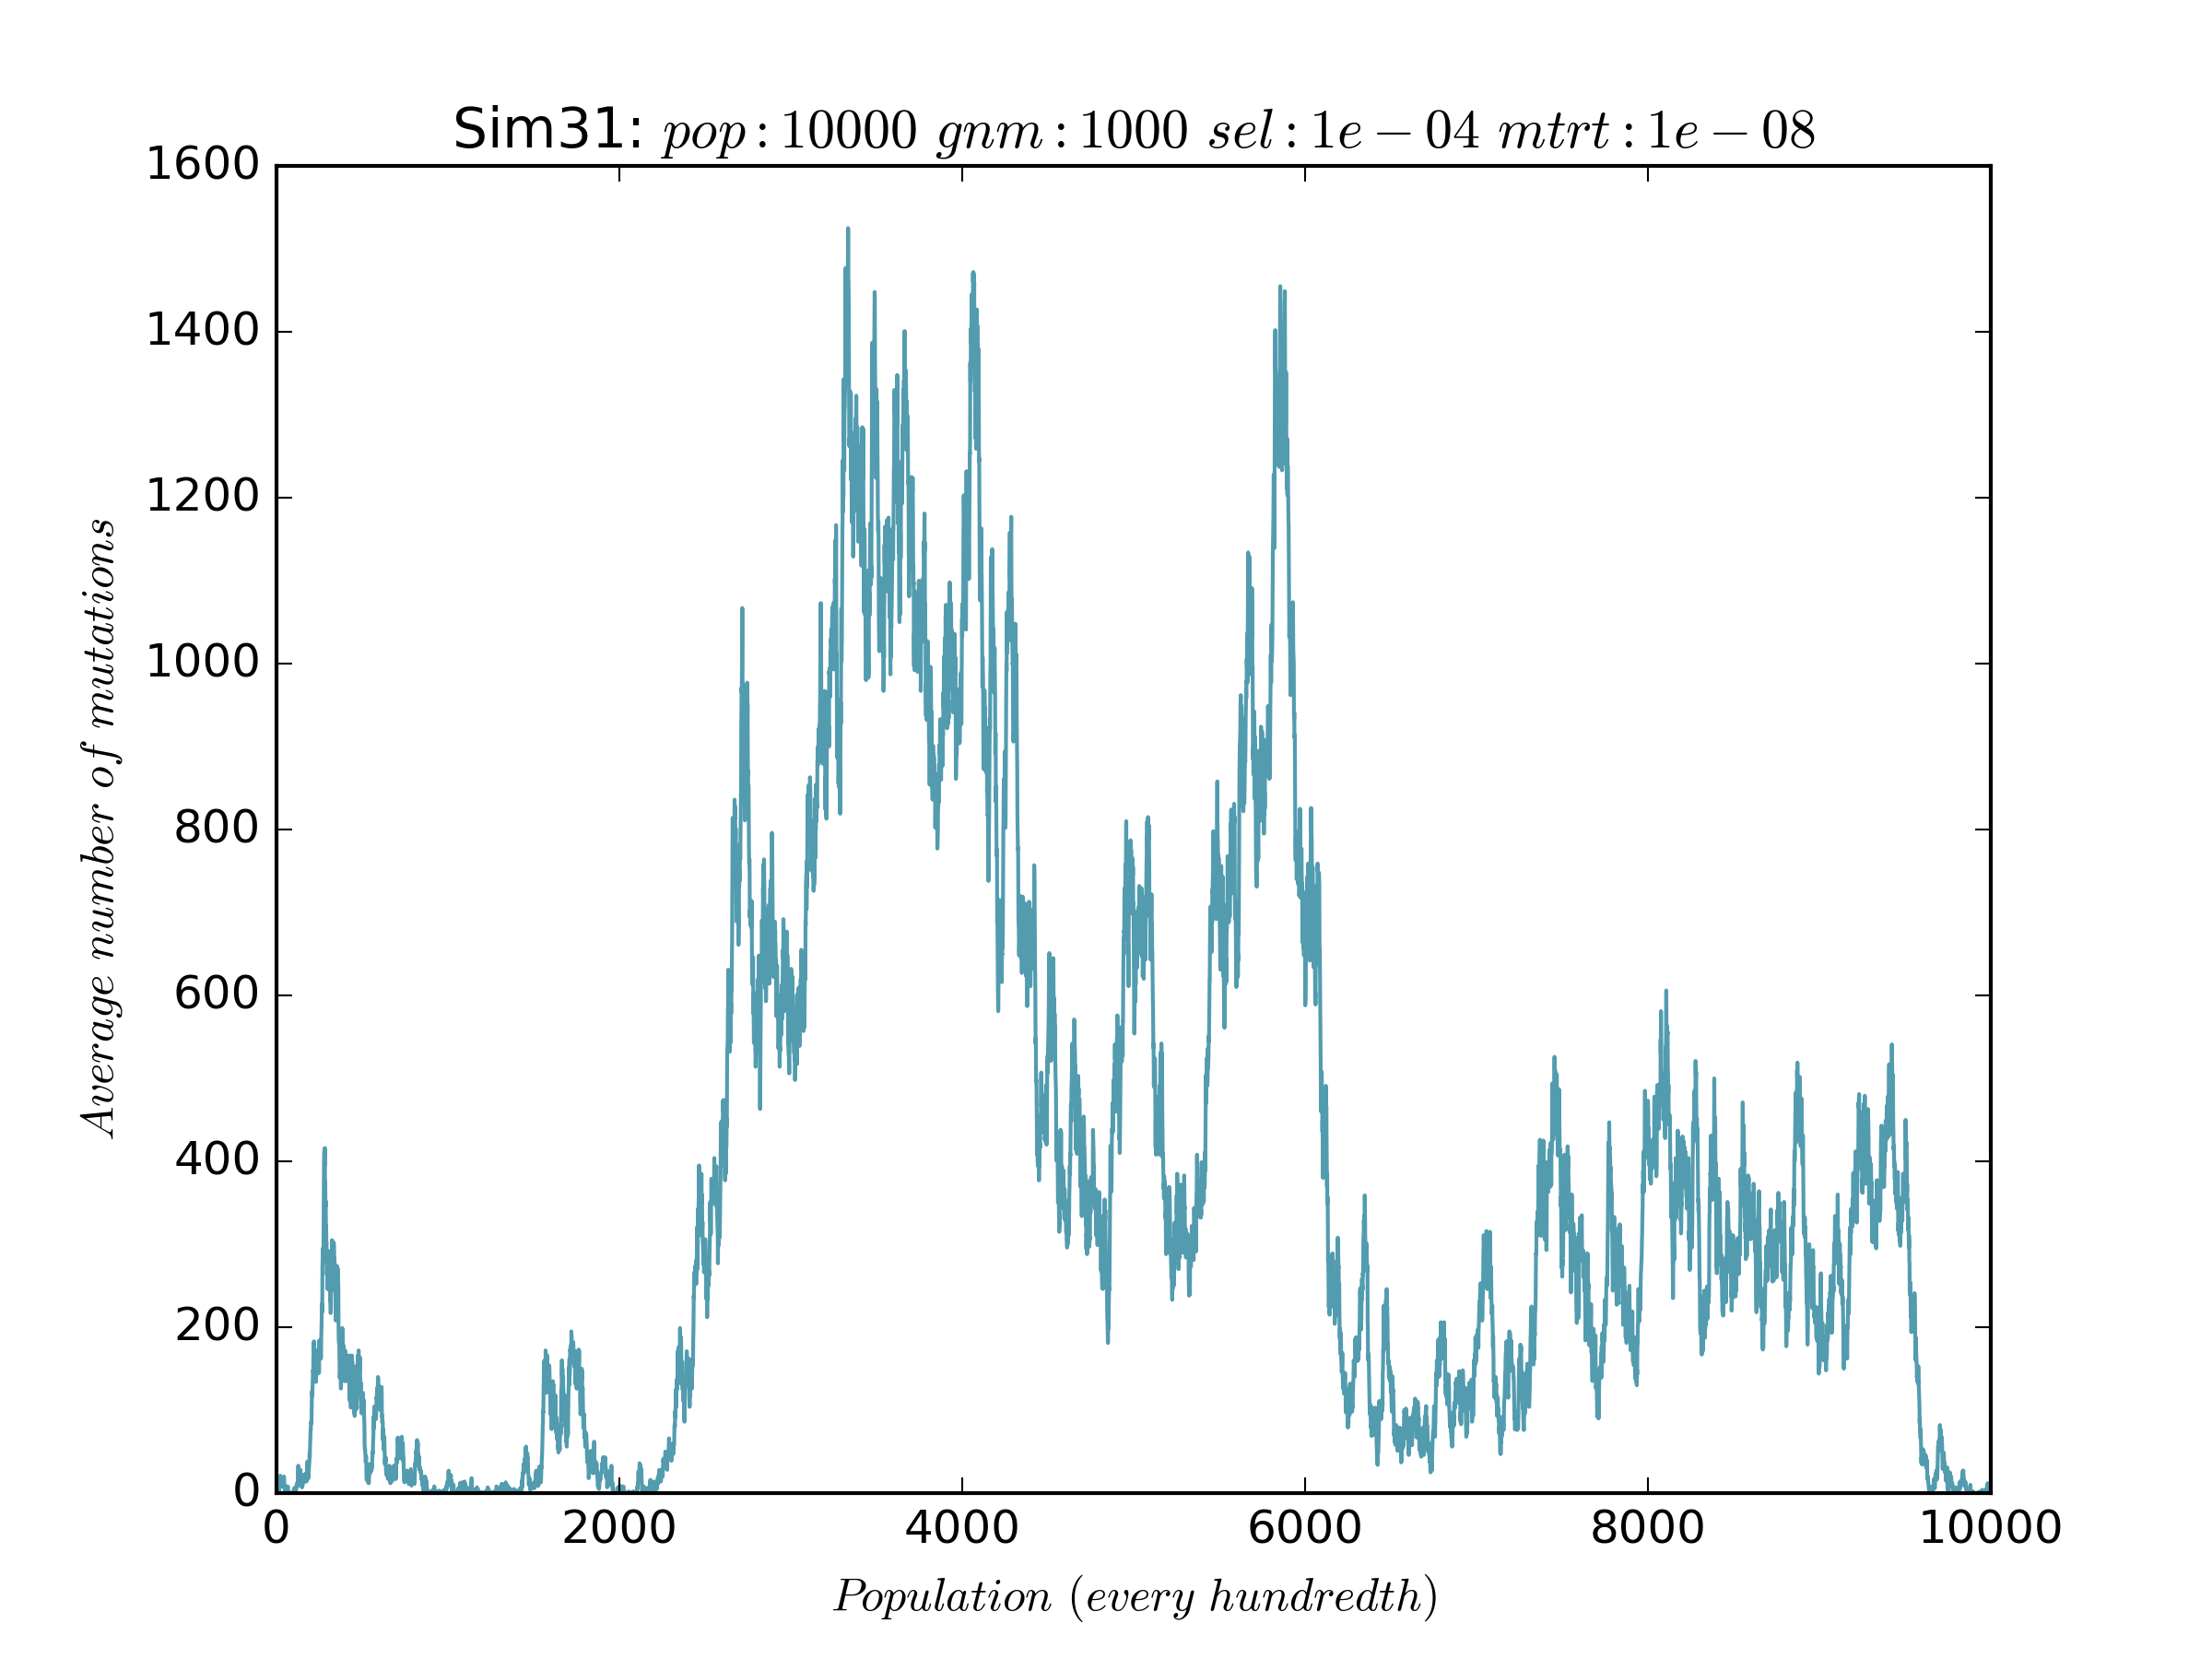 Sim31: pop : 10000 gnm : 1000 sel : 1e − 04 mtrt : 1e − 08
1600
1400
1200
1000
800
600
400
200
0
Average number of mutations
0 2000 4000 6000 8000 10000
Population (every hundredth)